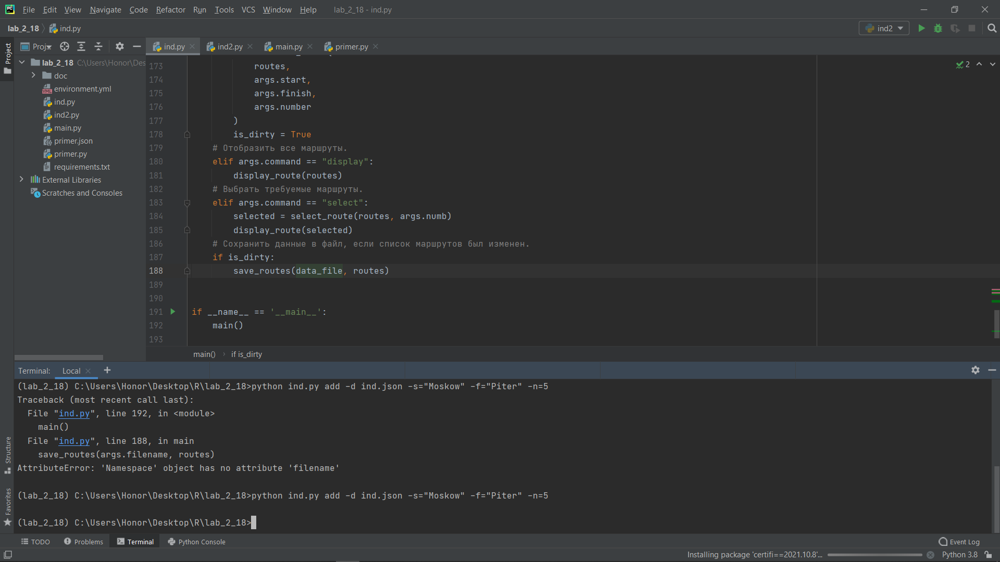 File Edit View Navigate Code Refactor Run Tools VCS Window Help lab_2_18 - ind.py
lab_2_18 ind.py ind2
Project
Proj
ind.py ind2.py main.py primer.py
lab_2_18 C:\Users\Honor\Des
doc
environment.yml
ind.py
ind2.py
main.py
primer.json
primer.py
requirements.txt
External Libraries
Scratches and Consoles
2
173 routes,
174 args.start,
175 args.finish,
176 args.number
177 )
178 is_dirty = True
179 # Отобразить все маршруты.
180 elif args.command == "display":
181 display_route(routes)
182 # Выбрать требуемые маршруты.
183 elif args.command == "select":
184 selected = select_route(routes, args.numb)
185 display_route(selected)
186 # Сохранить данные в файл, если список маршрутов был изменен.
187 if is_dirty:
188 save_routes(data_file, routes)
189
190
191 if __name__ == '__main__':
192 main()
193
main() if is_dirty
Terminal: Local
(lab_2_18) C:\Users\Honor\Desktop\R\lab_2_18>python ind.py add -d ind.json -s="Moskow" -f="Piter" -n=5
Traceback (most recent call last):
File "ind.py", line 192, in <module>
main()
File "ind.py", line 188, in main
save_routes(args.filename, routes)
AttributeError: 'Namespace' object has no attribute 'filename'
(lab_2_18) C:\Users\Honor\Desktop\R\lab_2_18>python ind.py add -d ind.json -s="Moskow" -f="Piter" -n=5
(lab_2_18) C:\Users\Honor\Desktop\R\lab_2_18>
Structure
Favorites
TODO Problems Terminal Python Console Event Log
Installing package 'certifi==2021.10.8'... Python 3.8